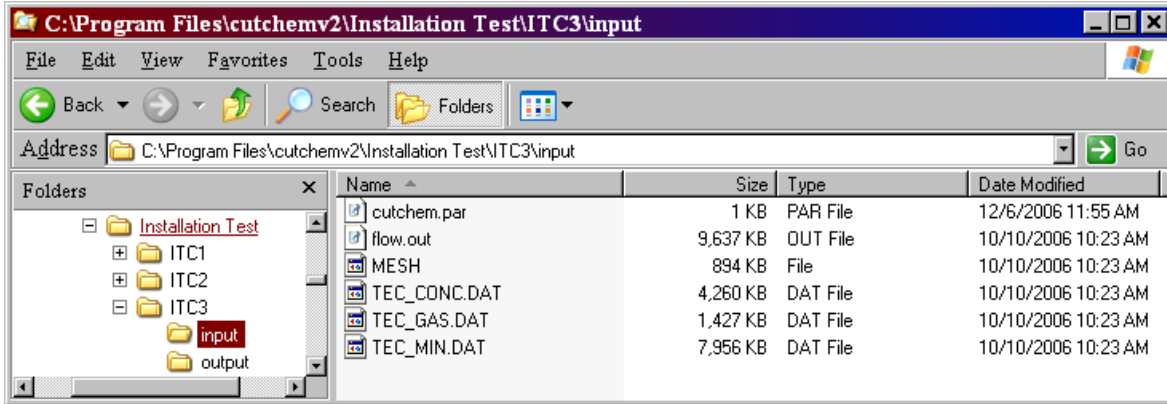 C:\Program Files\cutchemv2\Installation Test\ITC3\input
File Edit View Favorites Tools Help
Back Search Folders
Address C:\Program Files\cutchemv2\Installation Test\ITC3\input Go
Folders x Name Size Type Date Modified
Installation Test
ITC1
ITC2
ITC3
input
output
cutchem.par 1 KB PAR File 12/6/2006 11:55 AM
flow.out 9,637 KB OUT File 10/10/2006 10:23 AM
MESH 894 KB File 10/10/2006 10:23 AM
TEC_CONC.DAT 4,260 KB DAT File 10/10/2006 10:23 AM
TEC_GAS.DAT 1,427 KB DAT File 10/10/2006 10:23 AM
TEC_MIN.DAT 7,956 KB DAT File 10/10/2006 10:23 AM